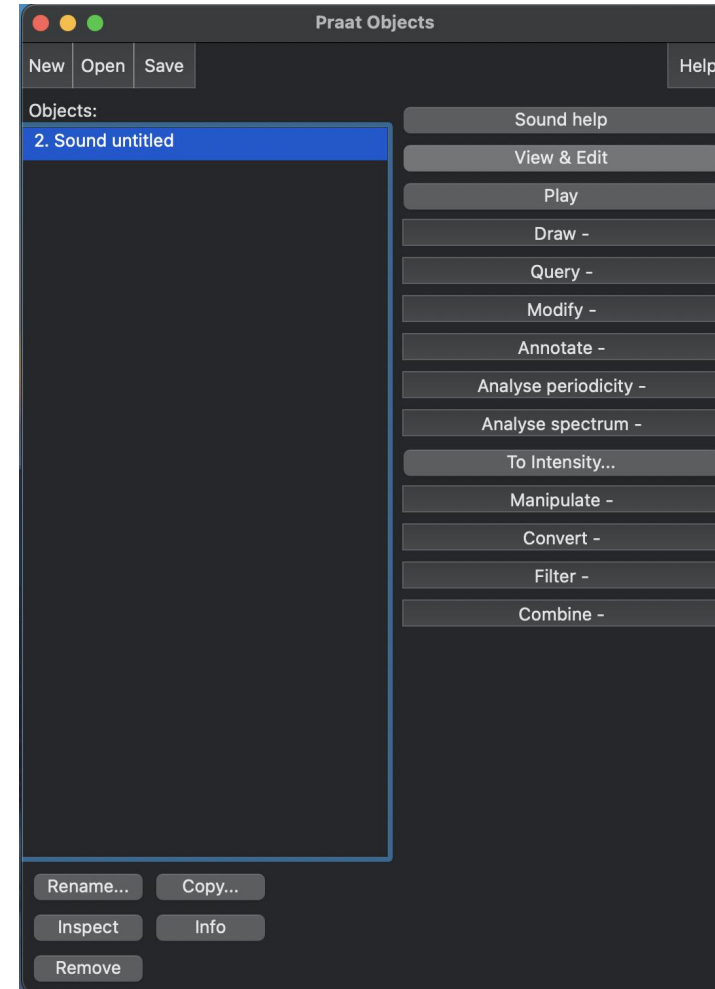 Praat Objects
New Open Save Help
Objects:
2. Sound untitled
Sound help
View & Edit
Play
Draw -
Query -
Modify -
Annotate -
Analyse periodicity -
Analyse spectrum -
To Intensity...
Manipulate -
Convert -
Filter -
Combine -
Rename... Copy...
Inspect Info
Remove